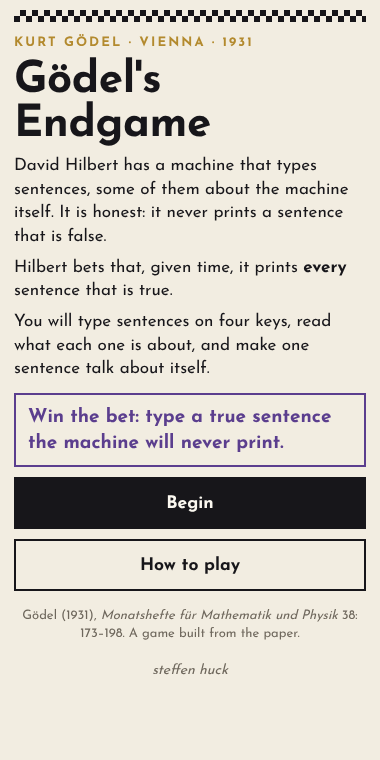 KURT GÖDEL · VIENNA · 1931
Gödel's
Endgame
David Hilbert has a machine that types
sentences, some of them about the machine
itself. It is honest: it never prints a sentence
that is false.
Hilbert bets that, given time, it prints every
sentence that is true.
You will type sentences on four keys, read
what each one is about, and make one
sentence talk about itself.
Win the bet: type a true sentence
the machine will never print.
Begin
How to play
Gödel (1931), Monatshefte für Mathematik und Physik 38:
173–198. A game built from the paper.
steffen huck